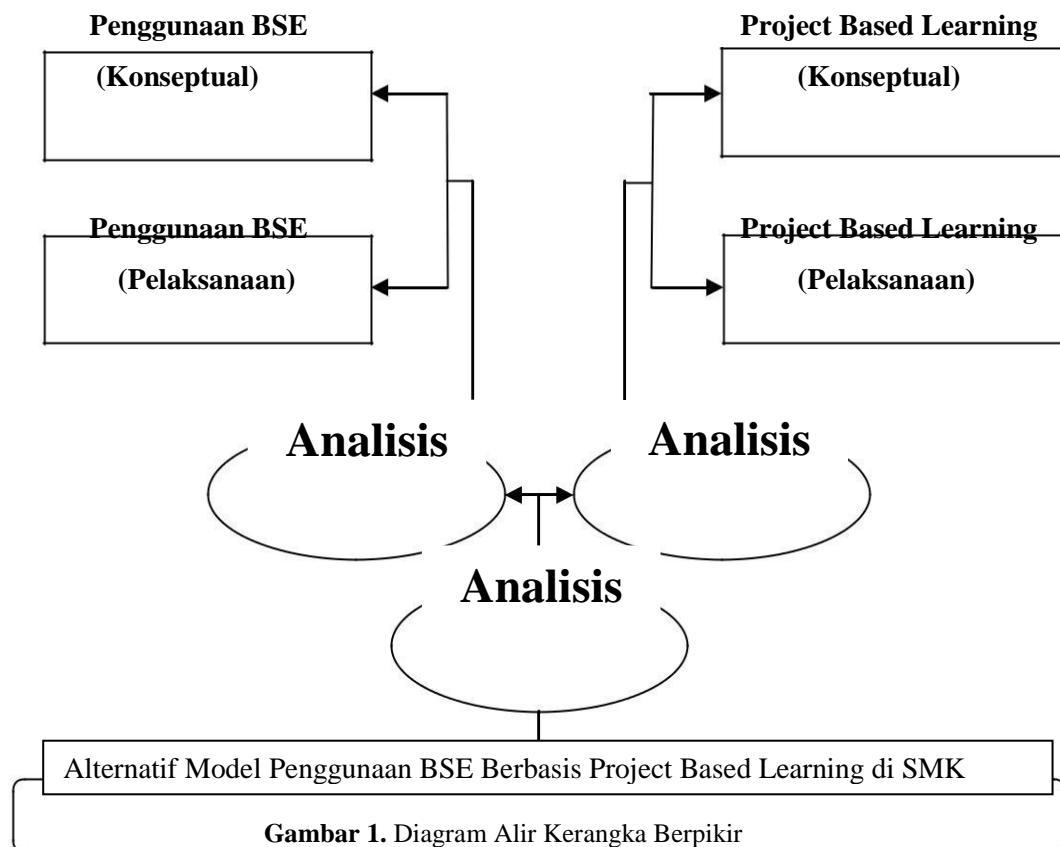 Penggunaan BSE
(Konseptual)
Project Based Learning
(Konseptual)
Penggunaan BSE
(Pelaksanaan)
Project Based Learning
(Pelaksanaan)
Analisis
Analisis
Analisis
Alternatif Model Penggunaan BSE Berbasis Project Based Learning di SMK
Gambar 1. Diagram Alir Kerangka Berpikir